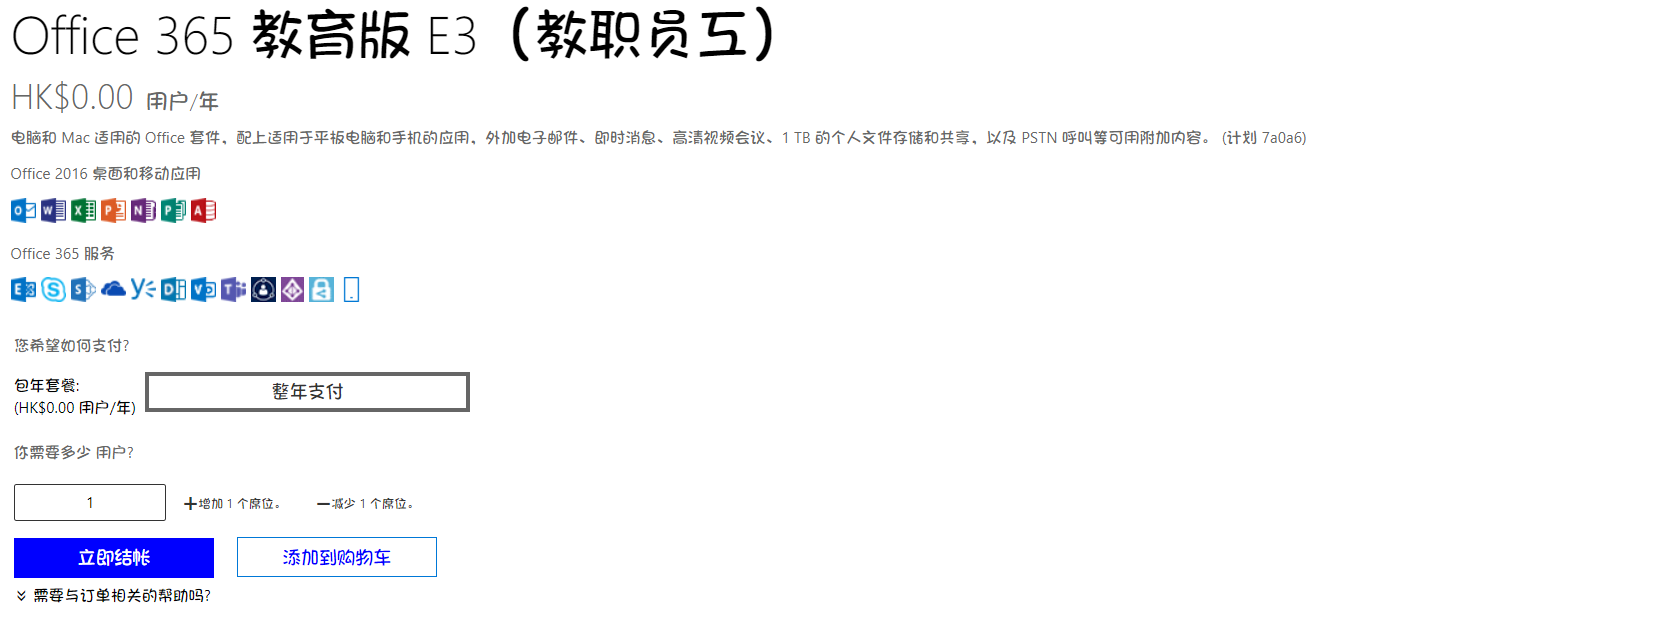 Office 365 教育版 E3（教职员工）
HK$0.00 用户/年
电脑和 Mac 适用的 Office 套件，配上适用于平板电脑和手机的应用，外加电子邮件、即时消息、高清视频会议、1 TB 的个人文件存储和共享，以及 PSTN 呼叫等可用附加内容。 (计划 7a0a6)
Office 2016 桌面和移动应用
Office 365 服务
您希望如何支付?
包年套餐:
整年支付
(HK$0.00 用户/年)
你需要多少 用户?
1
+增加 1 个席位。
−减少 1 个席位。
立即结帐
添加到购物车
需要与订单相关的帮助吗?